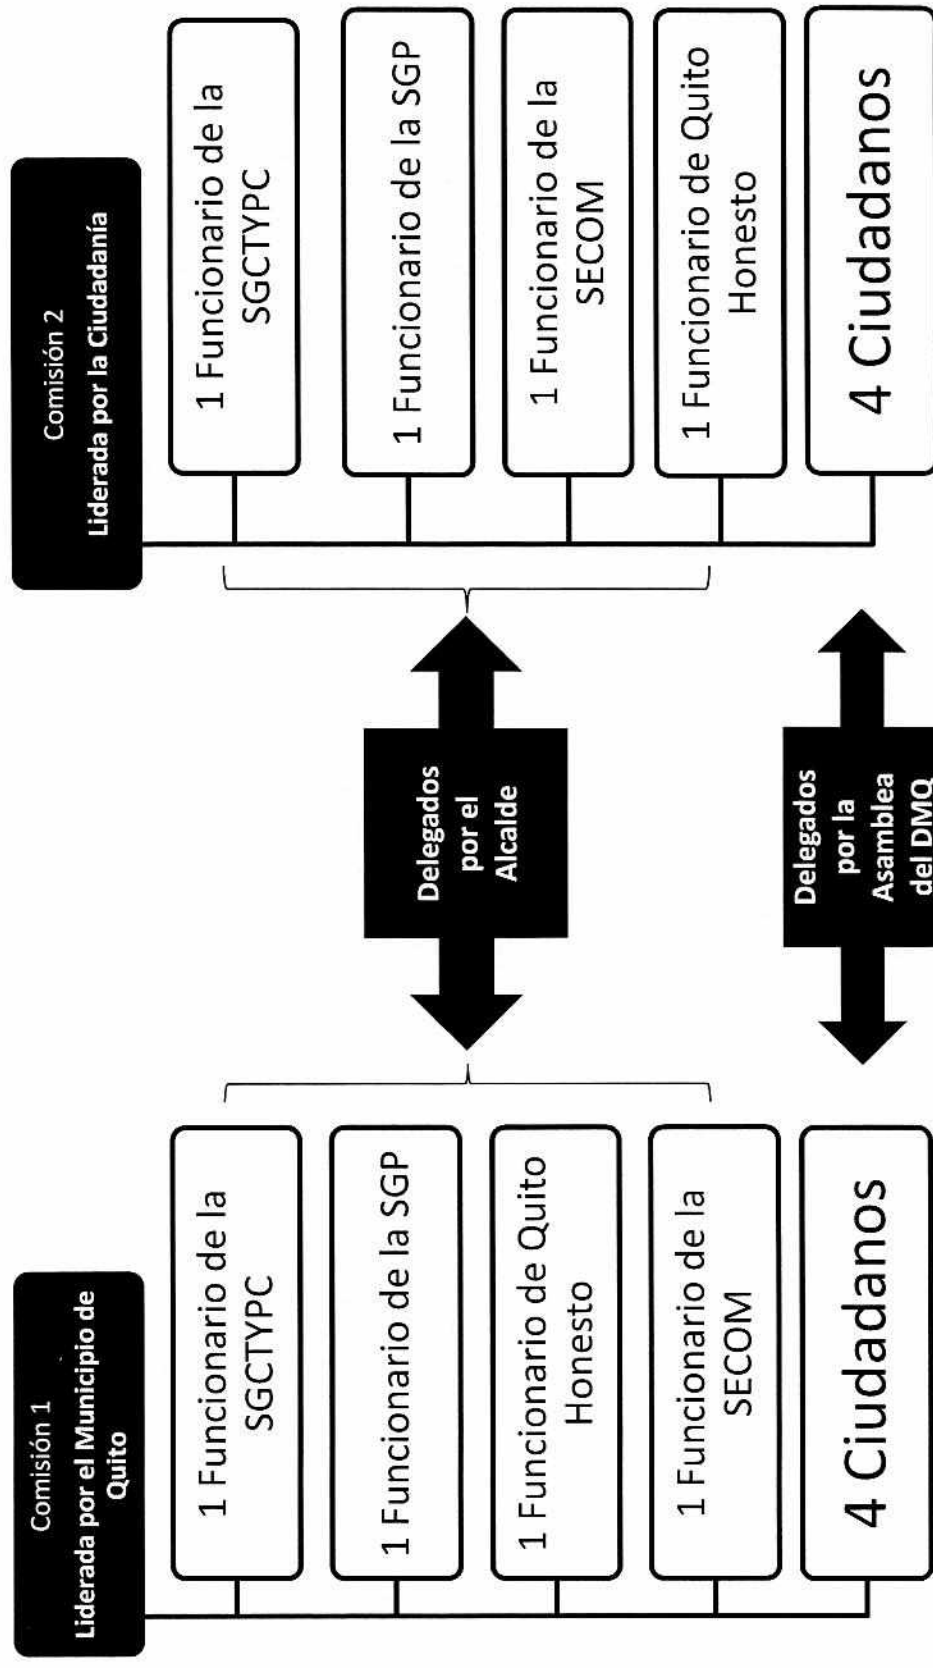 Comisión 1
Liderada por el Municipio de
Quito
1 Funcionario de la
SGCTYPC
1 Funcionario de la SGP
1 Funcionario de Quito
Honesto
1 Funcionario de la
SECOM
4 Ciudadanos
Delegados
por el
Alcalde
Delegados
por la
Asamblea
del DMQ
Comisión 2
Liderada por la Ciudadanía
1 Funcionario de la
SGCTYPC
1 Funcionario de la SGP
1 Funcionario de la
SECOM
1 Funcionario de Quito
Honesto
4 Ciudadanos